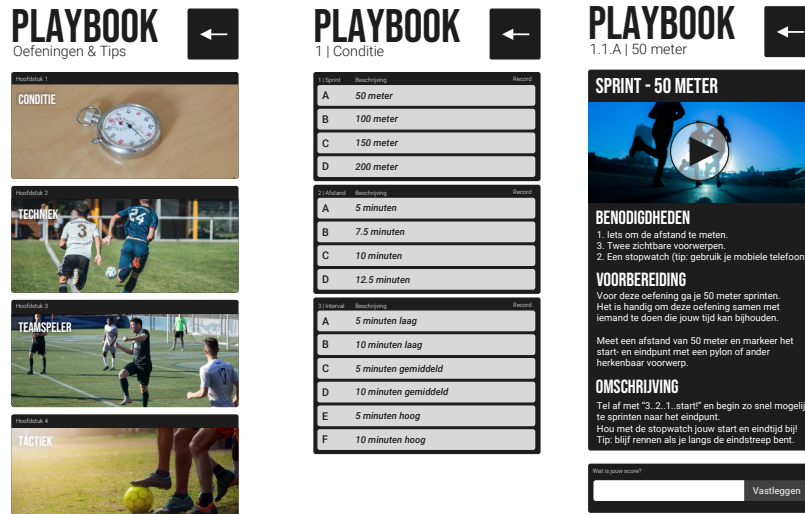 PLAYBOOK
Oefeningen & Tips
Hoofdstuk 1
CONDITIE
Hoofdstuk 2
TECHNIEK
24
3
Hoofdstuk 3
TEAMSPELER
17
Hoofdstuk 4
TACTIEK
PLAYBOOK
1 | Conditie
1 | Sprint Beschrijving Record
A 50 meter
B 100 meter
C 150 meter
D 200 meter
2 | Afstand Beschrijving Record
A 5 minuten
B 7.5 minuten
C 10 minuten
D 12.5 minuten
3 | Interval Beschrijving Record
A 5 minuten laag
B 10 minuten laag
C 5 minuten gemiddeld
D 10 minuten gemiddeld
E 5 minuten hoog
F 10 minuten hoog
PLAYBOOK
1.1.A | 50 meter
SPRINT - 50 METER
BENODIGDHEDEN
1. Iets om de afstand te meten.
3. Twee zichtbare voorwerpen.
2. Een stopwatch (tip: gebruik je mobiele telefoon
VOORBEREIDING
Voor deze oefening ga je 50 meter sprinten.
Het is handig om deze oefening samen met
iemand te doen die jouw tijd kan bijhouden.
Meet een afstand van 50 meter en markeer het
start- en eindpunt met een pylon of ander
herkenbaar voorwerp.
OMSCHRIJVING
Tel af met “3..2..1..start!” en begin zo snel mogelij
te sprinten naar het eindpunt.
Hou met de stopwatch jouw start en eindtijd bij!
Tip: blijf rennen als je langs de eindstreep bent.
Wat is jouw score?
Vastleggen